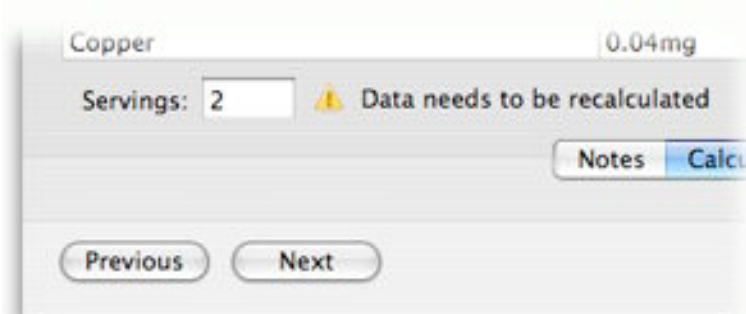 Copper 0.04mg
Servings: 2 Data needs to be recalculated
Notes
Previous Next